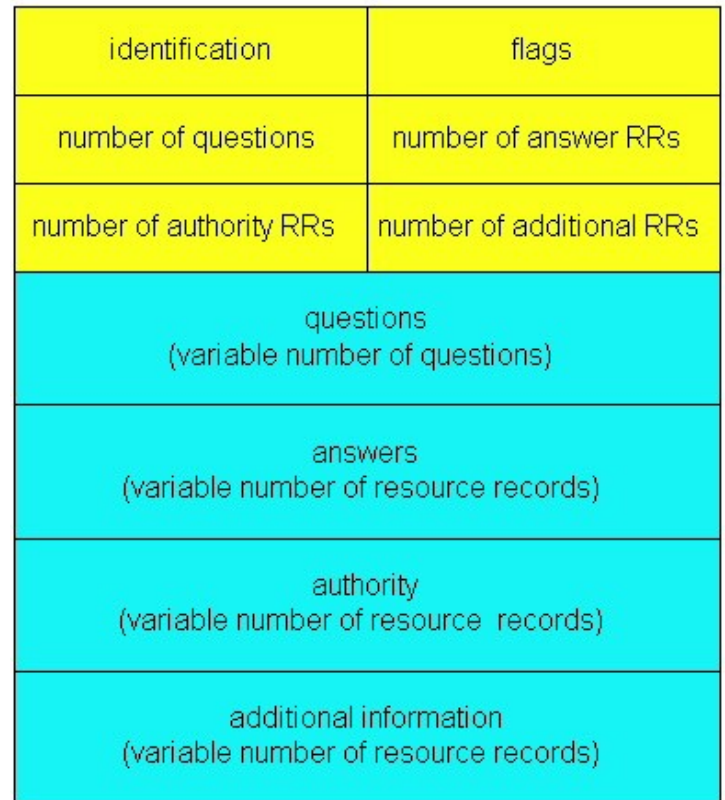 identification
flags
number of questions
number of answer RRs
number of authority RRs
number of additional RRs
questions
(variable number of questions)
answers
(variable number of resource records)
authority
(variable number of resource records)
additional information
(variable number of resource records)